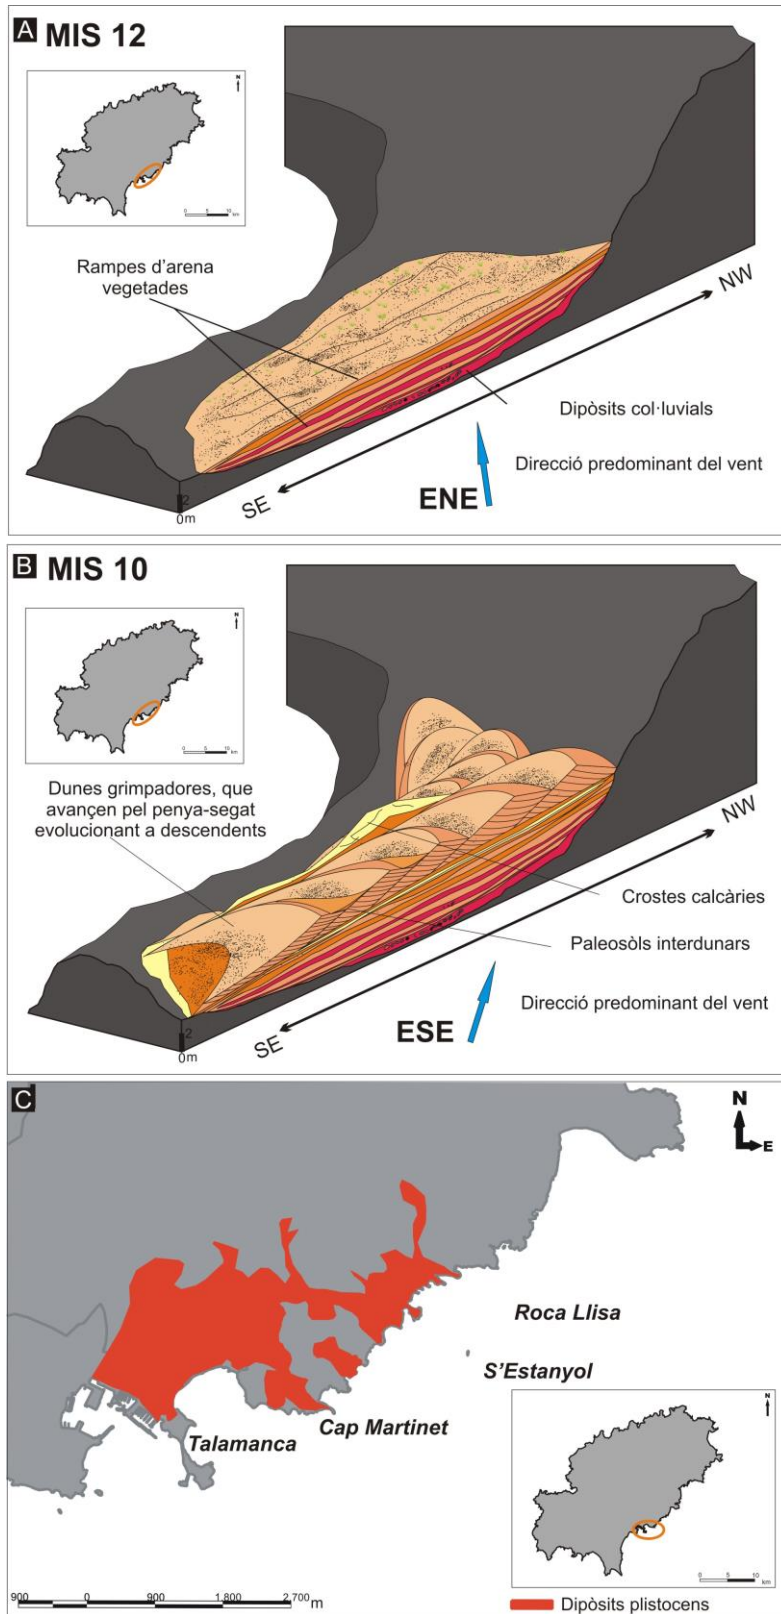 A MIS 12
N
0 5 10
km
Rampes d'arena
vegetades
NW
Dipòsits col·luvials
Direcció predominant del vent
SE
ENE
2
0m
B MIS 10
N
0 5 10
km
Dunes grimpadores, que
avançen pel penya-segat
evolucionant a descendents
NW
Crostes calcàries
Paleosòls interdunars
Direcció predominant del vent
SE
ESE
2
0m
C
N
E
Roca Llisa
S'Estanyol
Cap Martinet
Talamanca
N
0 5 10
km
900 0 900 1.800 2.700 m
Dipòsits plistocens